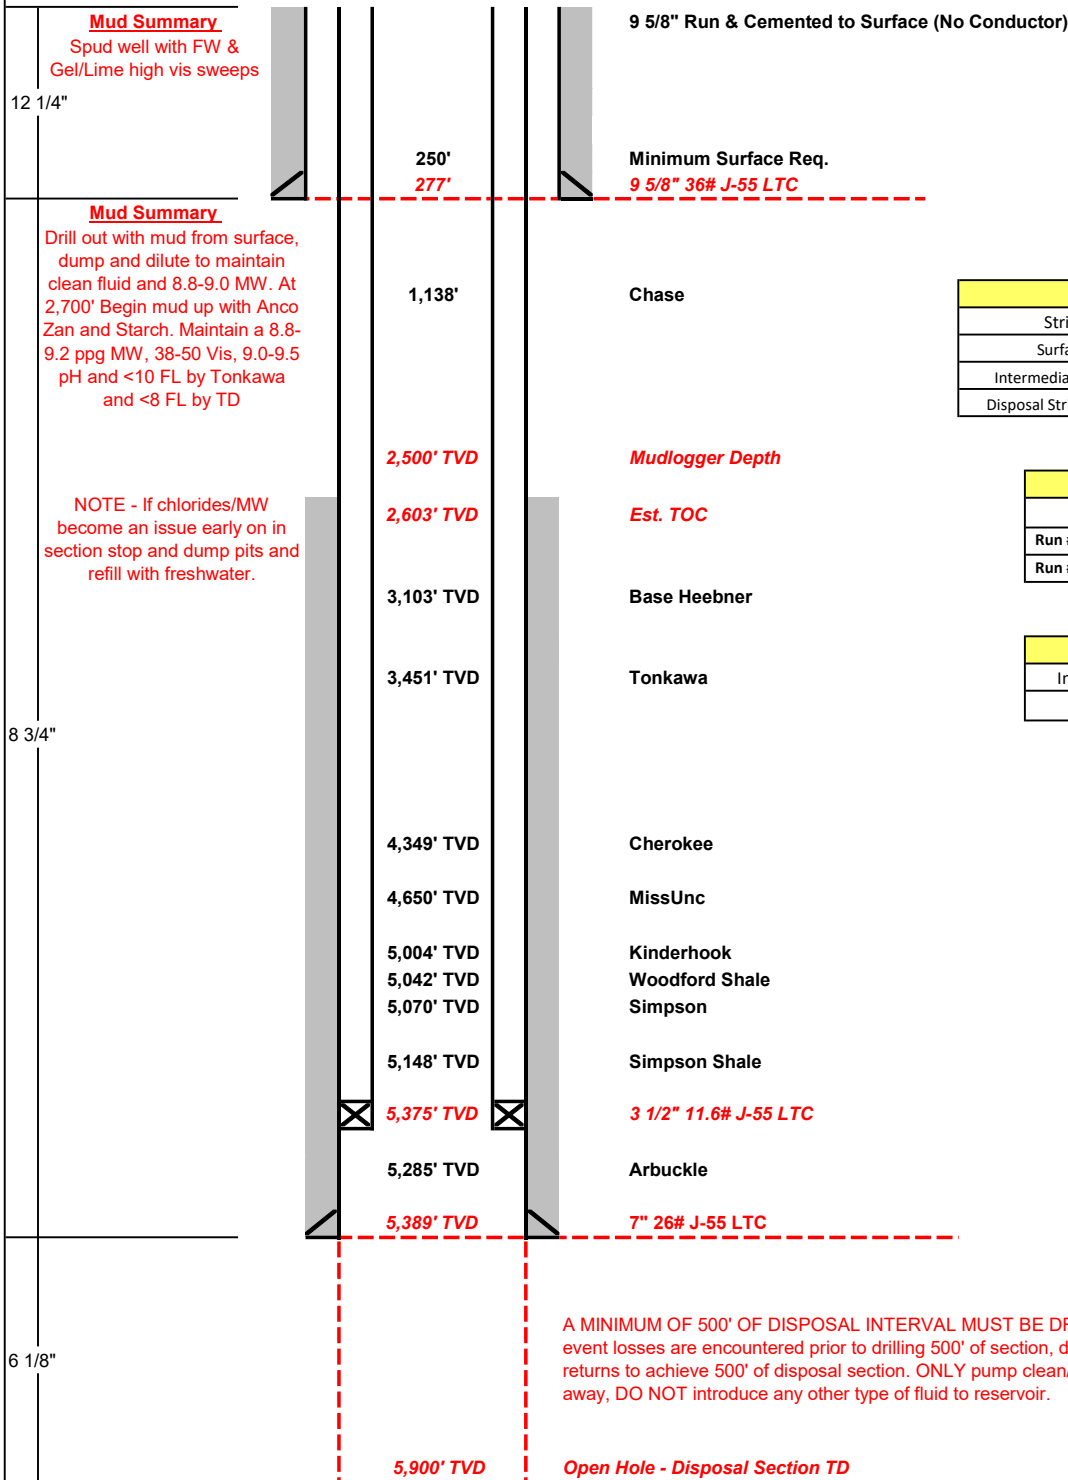 Mud Summary
Spud well with FW &
Gel/Lime high vis sweeps
9 5/8" Run & Cemented to Surface (No Conductor)
12 1/4"
250'
Minimum Surface Req.
277'
9 5/8" 36# J-55 LTC
Mud Summary
Drill out with mud from surface,
dump and dilute to maintain
clean fluid and 8.8-9.0 MW. At
2,700' Begin mud up with Anco
Zan and Starch. Maintain a 8.8-
9.2 ppg MW, 38-50 Vis, 9.0-9.5
pH and <10 FL by Tonkawa
and <8 FL by TD
1,138'
Chase
Stri
Surfa
Intermedia
Disposal Str
2,500' TVD
Mudlogger Depth
NOTE - If chlorides/MW
become an issue early on in
section stop and dump pits and
refill with freshwater.
2,603' TVD
Est. TOC
Run #
Run #
3,103' TVD
Base Heebner
3,451' TVD
Tonkawa
In
8 3/4"
4,349' TVD
Cherokee
4,650' TVD
MissUnc
5,004' TVD
Kinderhook
5,042' TVD
Woodford Shale
5,070' TVD
Simpson
5,148' TVD
Simpson Shale
5,375' TVD
3 1/2" 11.6# J-55 LTC
5,285' TVD
Arbuckle
5,389' TVD
7" 26# J-55 LTC
A MINIMUM OF 500' OF DISPOSAL INTERVAL MUST BE DR
event losses are encountered prior to drilling 500' of section, d
returns to achieve 500' of disposal section. ONLY pump clean/
away, DO NOT introduce any other type of fluid to reservoir.
6 1/8"
5,900' TVD
Open Hole - Disposal Section TD